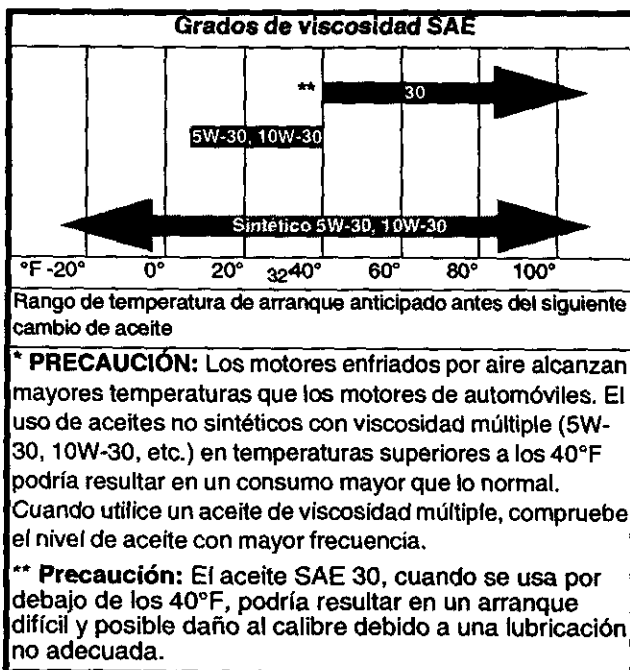 Grados de viscosidad SAE
** 30
5W-30, 10W-30
Sintético 5W-30, 10W-30
°F -20° 0° 20° 32 40° 60° 80° 100°
Rango de temperatura de arranque anticipado antes del siguiente
cambio de aceite
* PRECAUCIÓN: Los motores enfriados por aire alcanzan
mayores temperaturas que los motores de automóviles. El
uso de aceites no sintéticos con viscosidad múltiple (5W-
30, 10W-30, etc.) en temperaturas superiores a los 40°F
podría resultar en un consumo mayor que lo normal.
Cuando utilice un aceite de viscosidad múltiple, compruebe
el nivel de aceite con mayor frecuencia.
** Precaución: El aceite SAE 30, cuando se usa por
debajo de los 40°F, podría resultar en un arranque
difícil y posible daño al calibre debido a una lubricación
no adecuada.